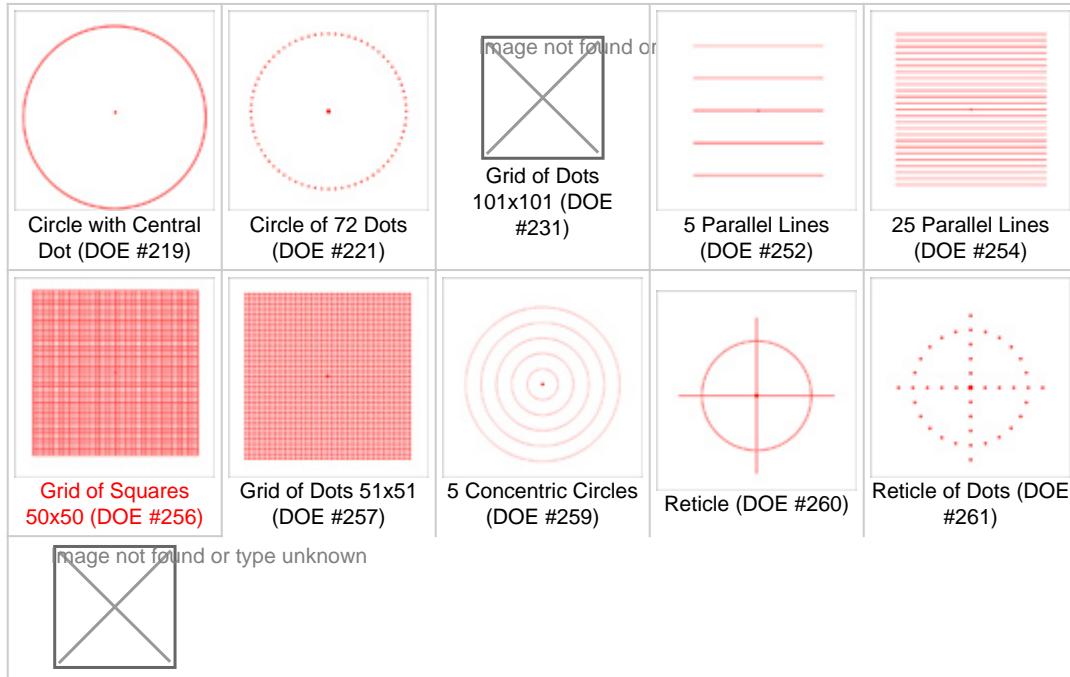 Image not found or
Circle with Central
Dot (DOE #219)
Circle of 72 Dots
(DOE #221)
Grid of Dots
101x101 (DOE
#231)
5 Parallel Lines
(DOE #252)
25 Parallel Lines
(DOE #254)
Grid of Squares
50x50 (DOE #256)
Grid of Dots 51x51
(DOE #257)
5 Concentric Circles
(DOE #259)
Reticle (DOE #260)
Reticle of Dots (DOE
#261)
Image not found or type unknown